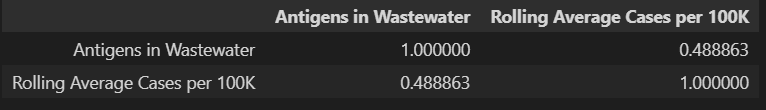 Antigens in Wastewater Rolling Average Cases per 100K
Antigens in Wastewater 1.000000 0.488863
Rolling Average Cases per 100K 0.488863 1.000000